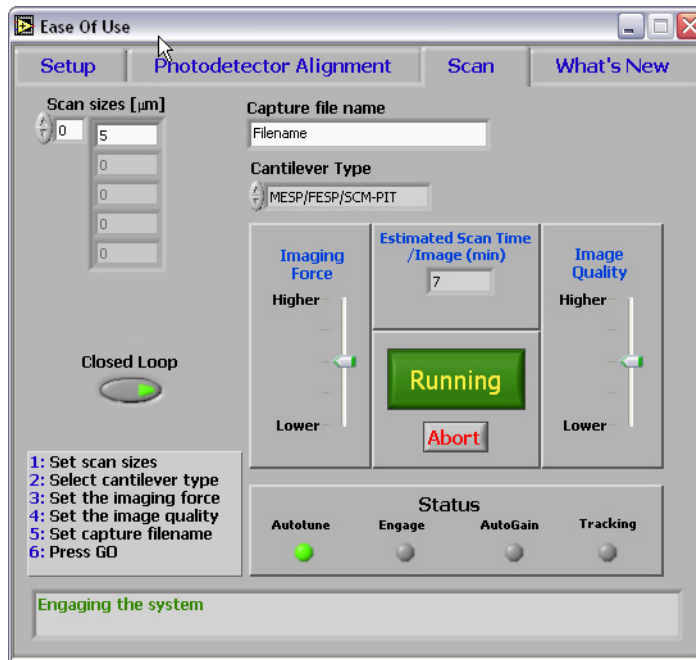 Ease Of Use
Setup
Photodetector Alignment
Scan
What's New
Scan sizes [µm]
0
5
0
0
0
0
Capture file name
Filename
Cantilever Type
MESP/FESP/SCM-PIT
Imaging
Force
Higher
Lower
Estimated Scan Time
/Image (min)
7
Running
Abort
Image
Quality
Higher
Lower
Closed Loop
1: Set scan sizes
2: Select cantilever type
3: Set the imaging force
4: Set the image quality
5: Set capture filename
6: Press GO
Status
Autotune
Engage
AutoGain
Tracking
Engaging the system